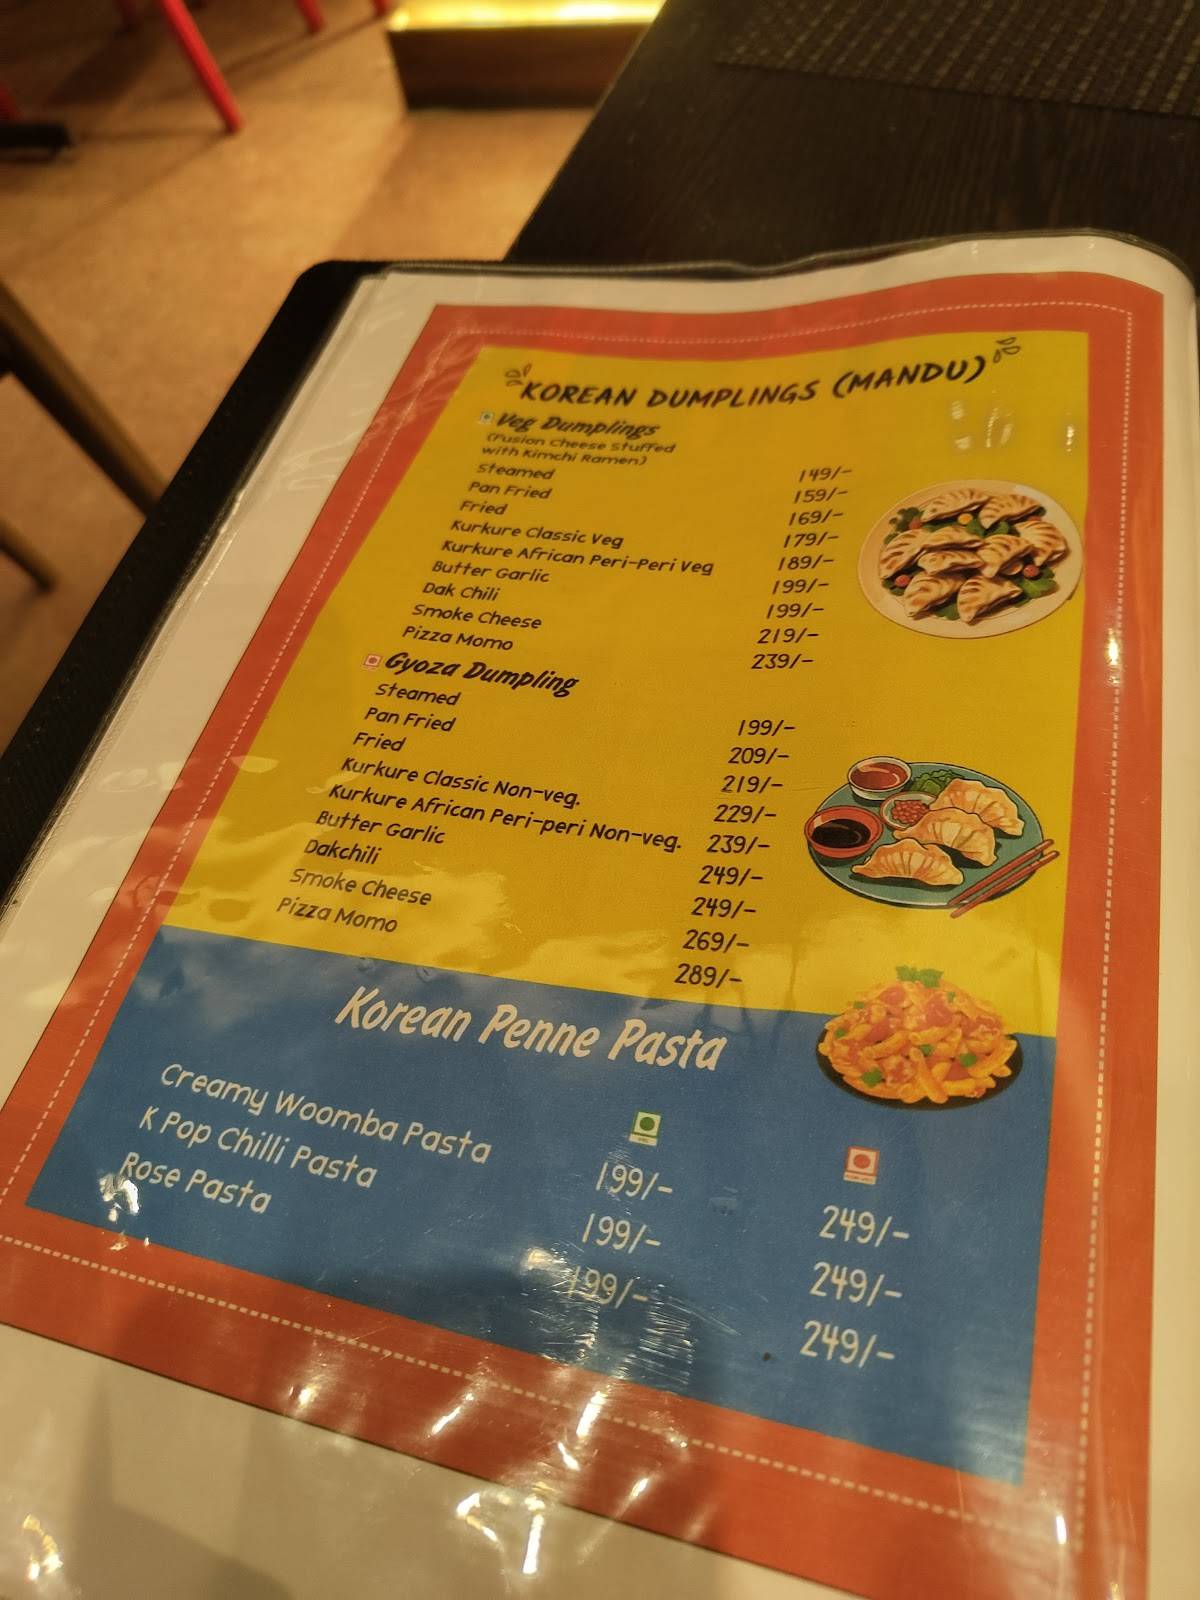 KOREAN DUMPLINGS (MANDU)
Veg Dumplings
(Fusion Cheese Stuffed
with Kimchi Ramen)
Steamed 149/-
Pan Fried 159/-
Fried 169/-
Kurkure Classic Veg 179/-
Kurkure African Peri-Peri Veg 189/-
Butter Garlic 199/-
Dak Chili 199/-
Smoke Cheese 219/-
Pizza Momo 239/-
Gyoza Dumpling
Steamed 199/-
Pan Fried 209/-
Fried 219/-
Kurkure Classic Non-veg. 229/-
Kurkure African Peri-peri Non-veg. 239/-
Butter Garlic 249/-
Dakchili 249/-
Smoke Cheese 269/-
Pizza Momo 289/-
Korean Penne Pasta
Creamy Woomba Pasta 199/- 249/-
K Pop Chilli Pasta 199/- 249/-
Rose Pasta 199/- 249/-